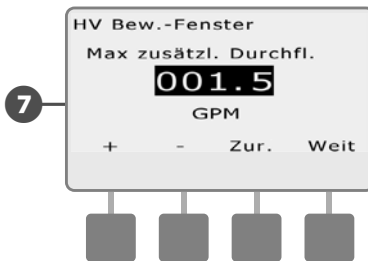 HV Bew.-Fenster
Max zusätzl. Durchfl.
001.5
7
GPM
+ - Zur. Weit